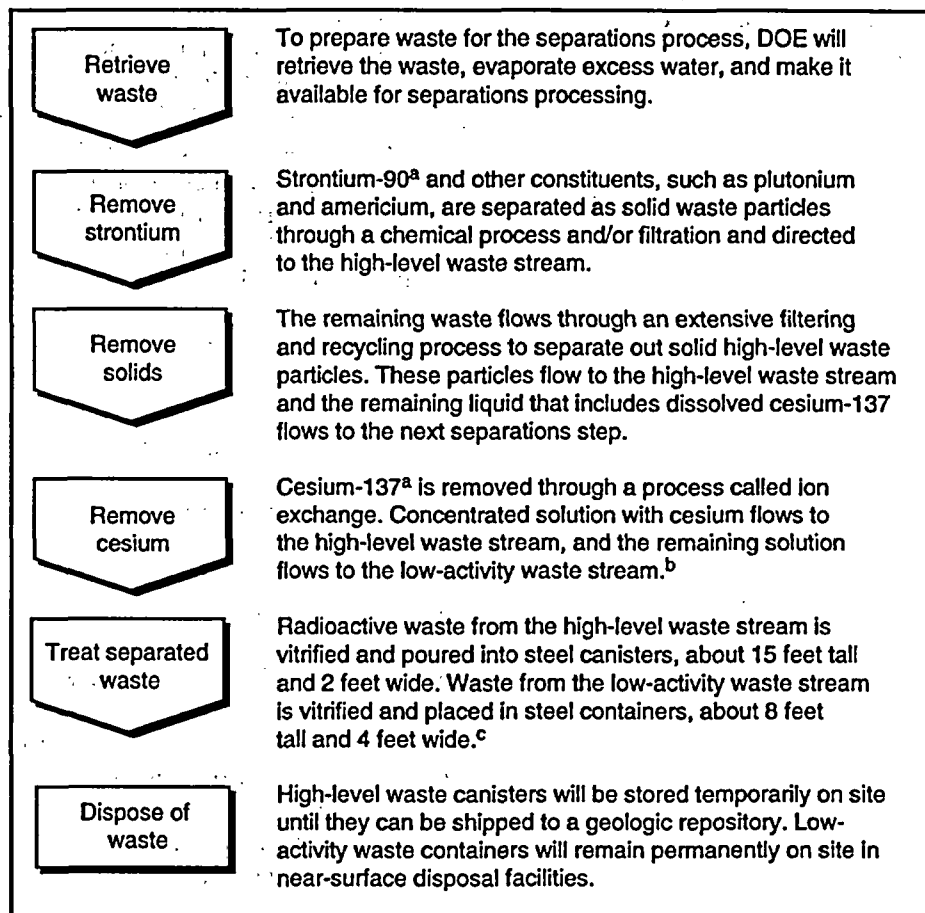 Retrieve
waste
To prepare waste for the separations process, DOE will
retrieve the waste, evaporate excess water, and make it
available for separations processing.
Remove
strontium
Strontium-90a and other constituents, such as plutonium
and americium, are separated as solid waste particles
through a chemical process and/or filtration and directed
to the high-level waste stream.
Remove
solids
The remaining waste flows through an extensive filtering
and recycling process to separate out solid high-level waste
particles. These particles flow to the high-level waste stream
and the remaining liquid that includes dissolved cesium-137
flows to the next separations step.
Remove
cesium
Cesium-137a is removed through a process called ion
exchange. Concentrated solution with cesium flows to
the high-level waste stream, and the remaining solution
flows to the low-activity waste stream.b
Treat separated
waste
Radioactive waste from the high-level waste stream is
vitrified and poured into steel canisters, about 15 feet tall
and 2 feet wide. Waste from the low-activity waste stream
is vitrified and placed in steel containers, about 8 feet
tall and 4 feet wide.c
Dispose of
waste
High-level waste canisters will be stored temporarily on site
until they can be shipped to a geologic repository. Low-
activity waste containers will remain permanently on site in
near-surface disposal facilities.